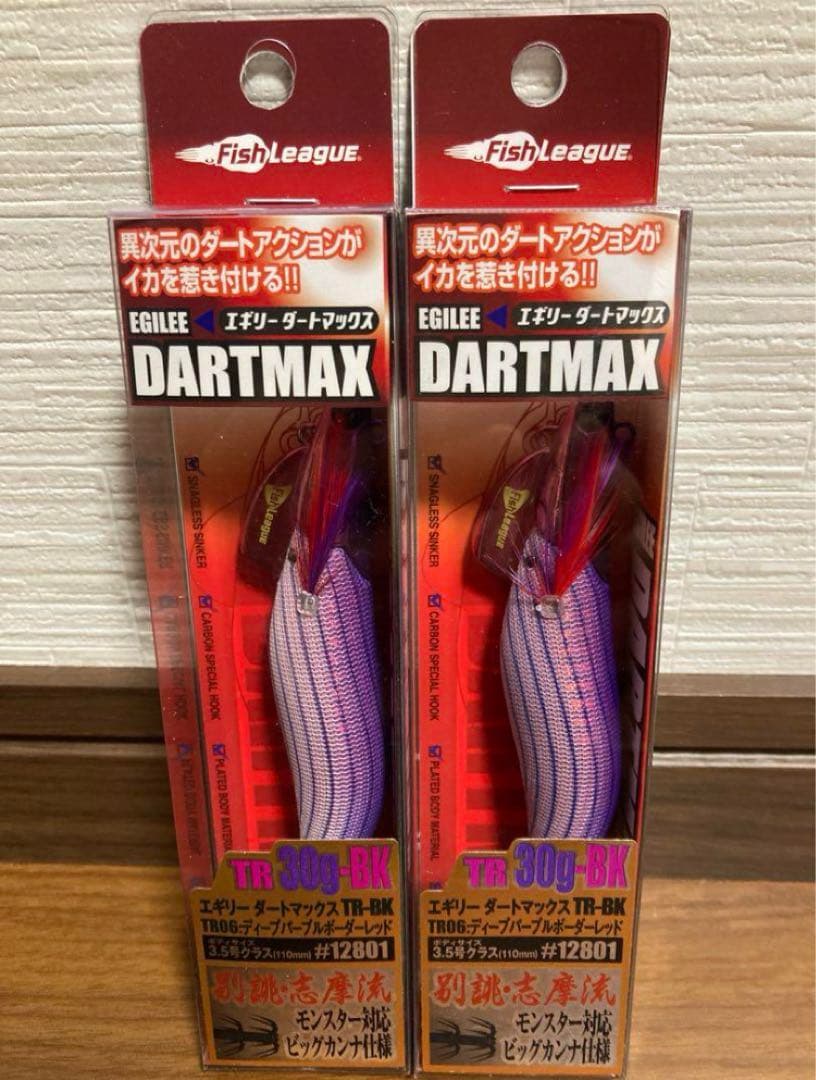 FishLeague
異次元のダートアクションが
イカを惹き付ける!!
EGILEE エギリー ダートマックス
DARTMAX
FishLeague
SNAGLESS SINKER
CARBON SPECIAL HOOK
PLATED BODY MATERIAL
TR 30g-BK
エギリー ダートマックス TR-BK
TR06:ディープパープルボーダーレッド
ボディサイズ
3.5号クラス(110mm) #12801
別誂・志摩流
モンスター対応
ビッグカンナ仕様
FishLeague
異次元のダートアクションが
イカを惹き付ける!!
EGILEE エギリー ダートマックス
DARTMAX
FishLeague
SNAGLESS SINKER
CARBON SPECIAL HOOK
PLATED BODY MATERIAL
TR 30g-BK
エギリー ダートマックス TR-BK
TR06:ディープパープルボーダーレッド
ボディサイズ
3.5号クラス(110mm) #12801
別誂・志摩流
モンスター対応
ビッグカンナ仕様